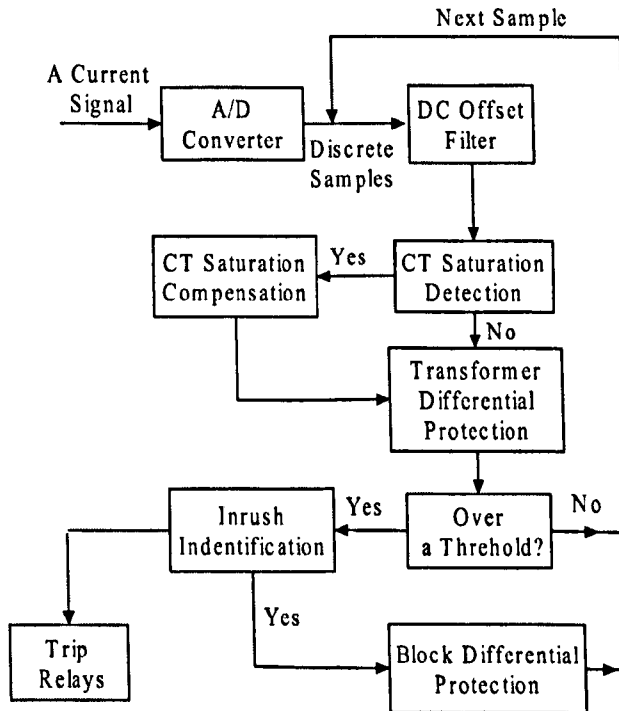 Next Sample
A Current
Signal
A/D
Converter
Discrete
Samples
DC Offset
Filter
CT Saturation
Compensation
Yes
CT Saturation
Detection
No
Transformer
Differential
Protection
Inrush
Indentification
Yes
Over
a Threhold?
No
Yes
Trip
Relays
Block Differential
Protection